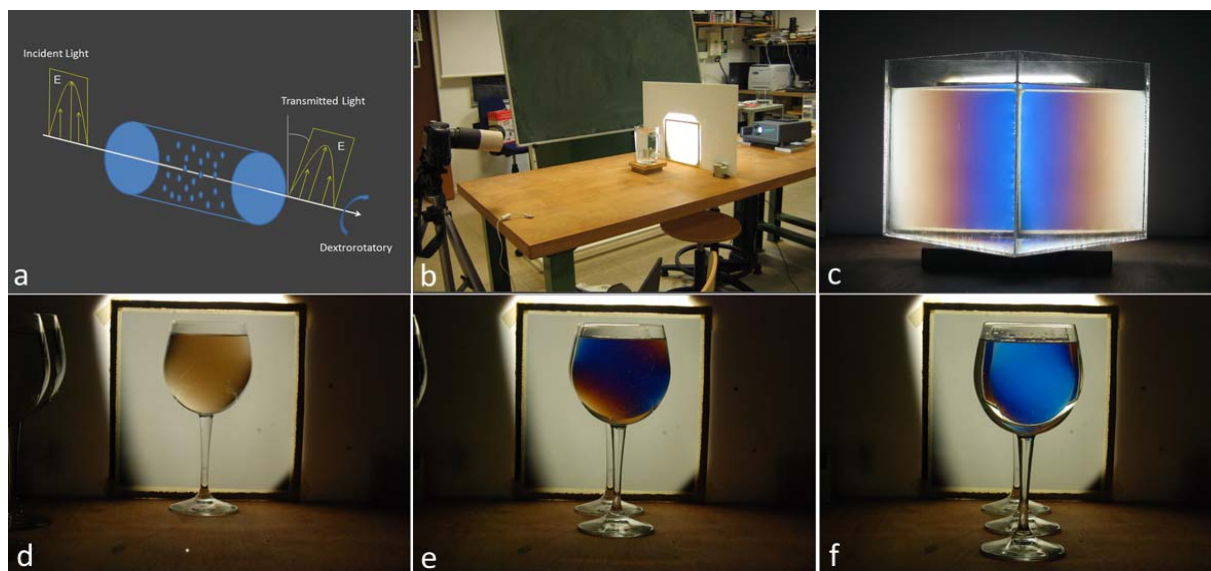 Incident Light
E
Transmitted Light
E
Dextrorotatory
a
b
c
d
e
f